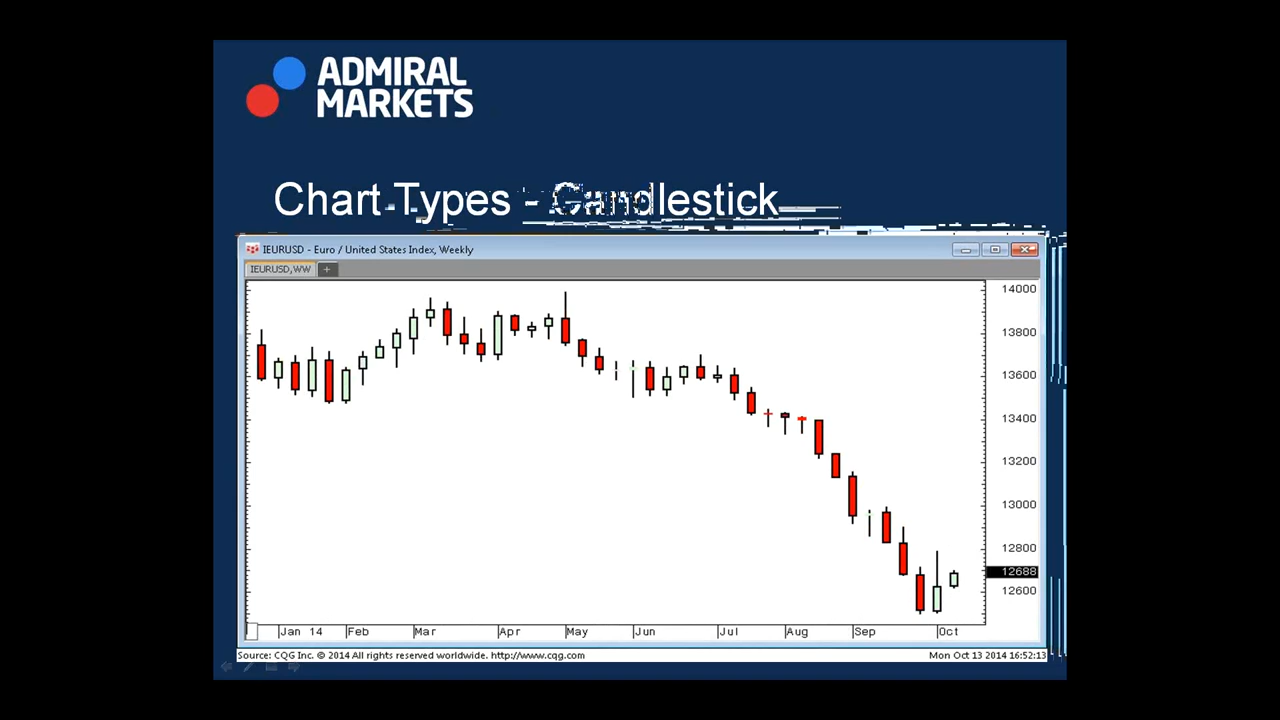 ADMIRAL
MARKETS
Chart Types - Candlestick
IEURUSD - Euro / United States Index, Weekly
IEURUSD,WW +
14000
13800
13600
13400
13200
13000
12800
12688
12600
Jan 14 Feb Mar Apr May Jun Jul Aug Sep Oct
Source: CQG Inc. © 2014 All rights reserved worldwide. http://www.cqg.com Mon Oct 13 2014 16:52:13